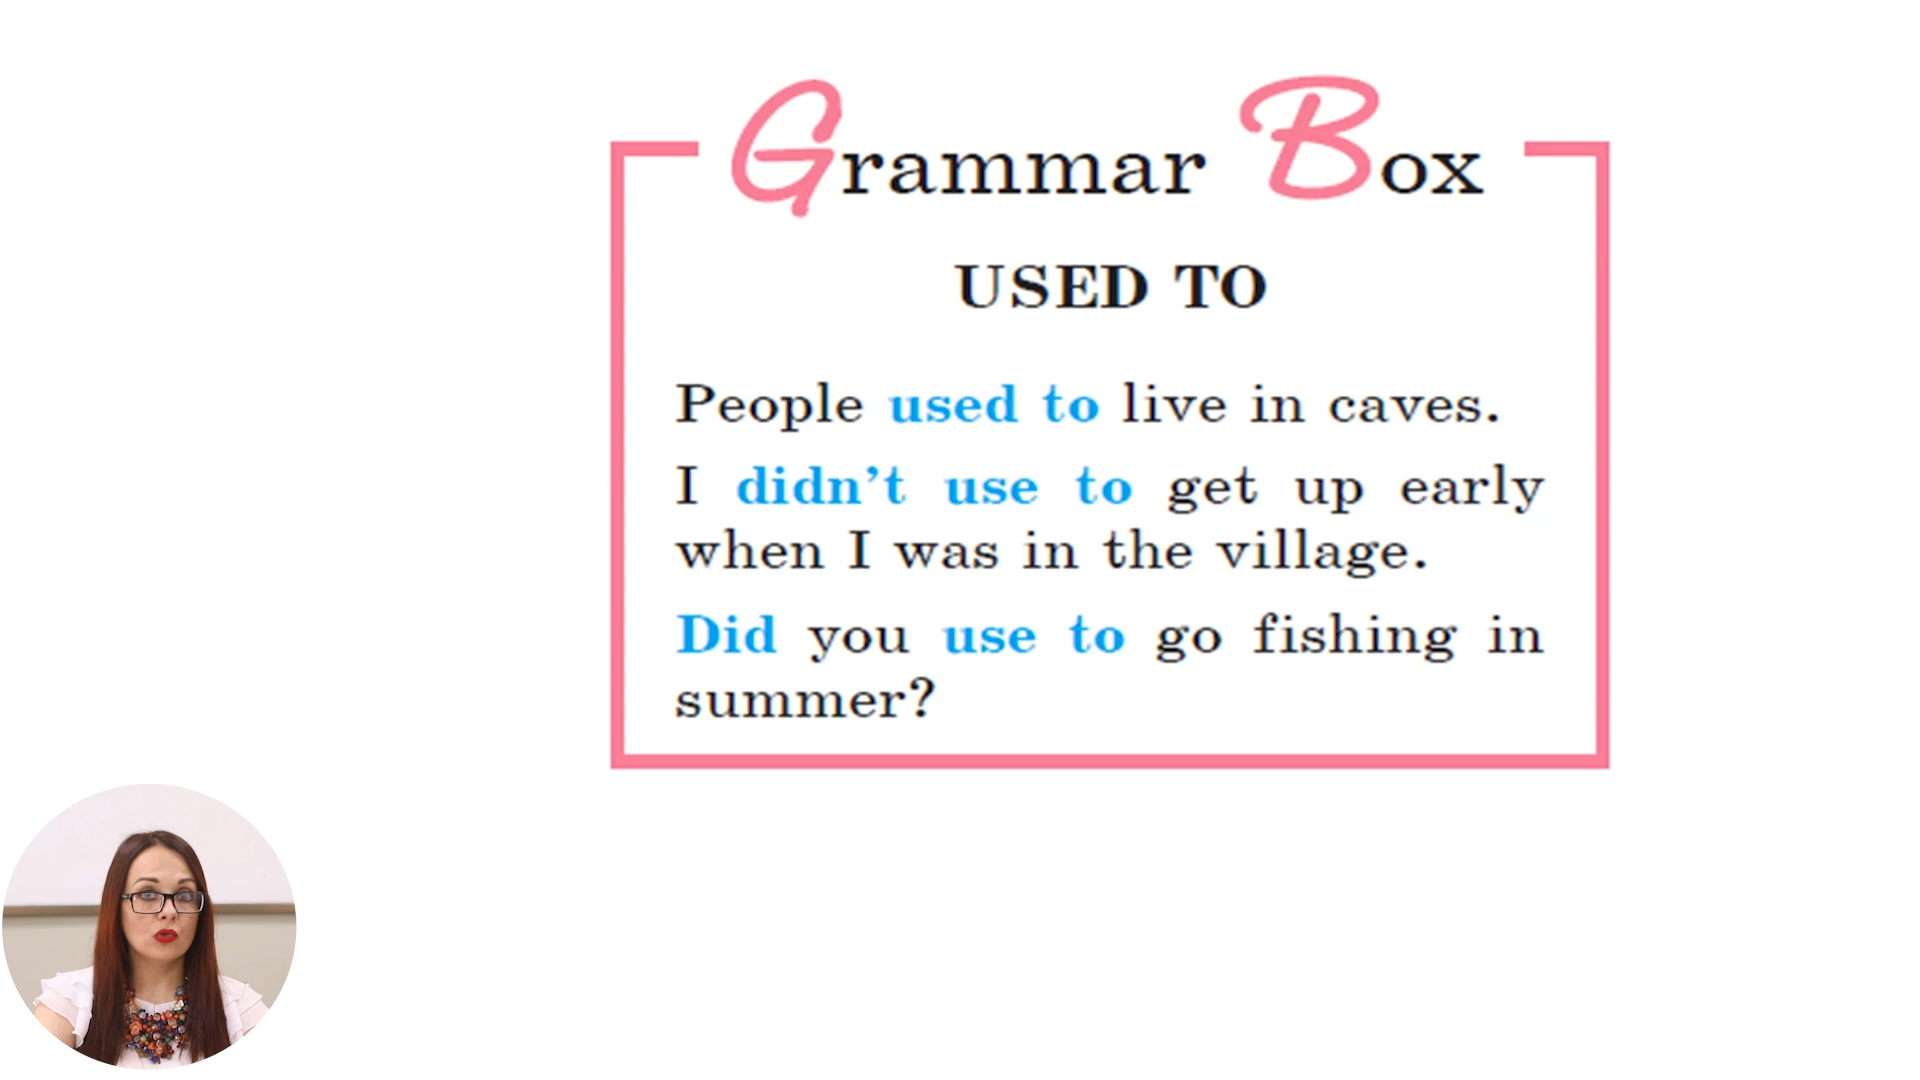 Grammar Box
USED TO
People used to live in caves.
I didn’t use to get up early
when I was in the village.
Did you use to go fishing in
summer?